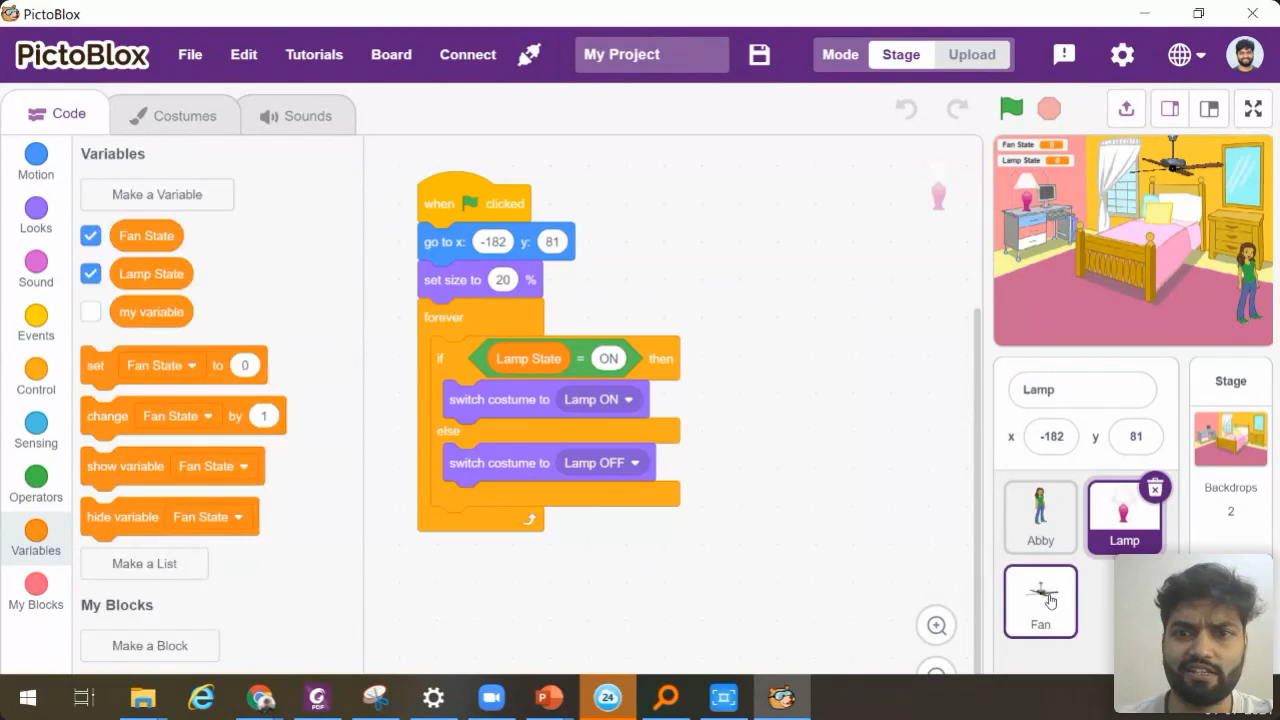 PictoBlox
PictoBlox File Edit Tutorials Board Connect My Project Mode Stage Upload
Code Costumes Sounds
Motion
Looks
Sound
Events
Control
Sensing
Operators
Variables
My Blocks
Variables
Make a Variable
Fan State
Lamp State
my variable
set Fan State to 0
change Fan State by 1
show variable Fan State
hide variable Fan State
Make a List
My Blocks
Make a Block
when clicked
go to x: -182 y: 81
set size to 20 %
forever
if Lamp State = ON then
switch costume to Lamp ON
else
switch costume to Lamp OFF
Fan State 0
Lamp State 0
Lamp
x -182 y 81
Abby
Lamp
Fan
Stage
Backdrops
2
24